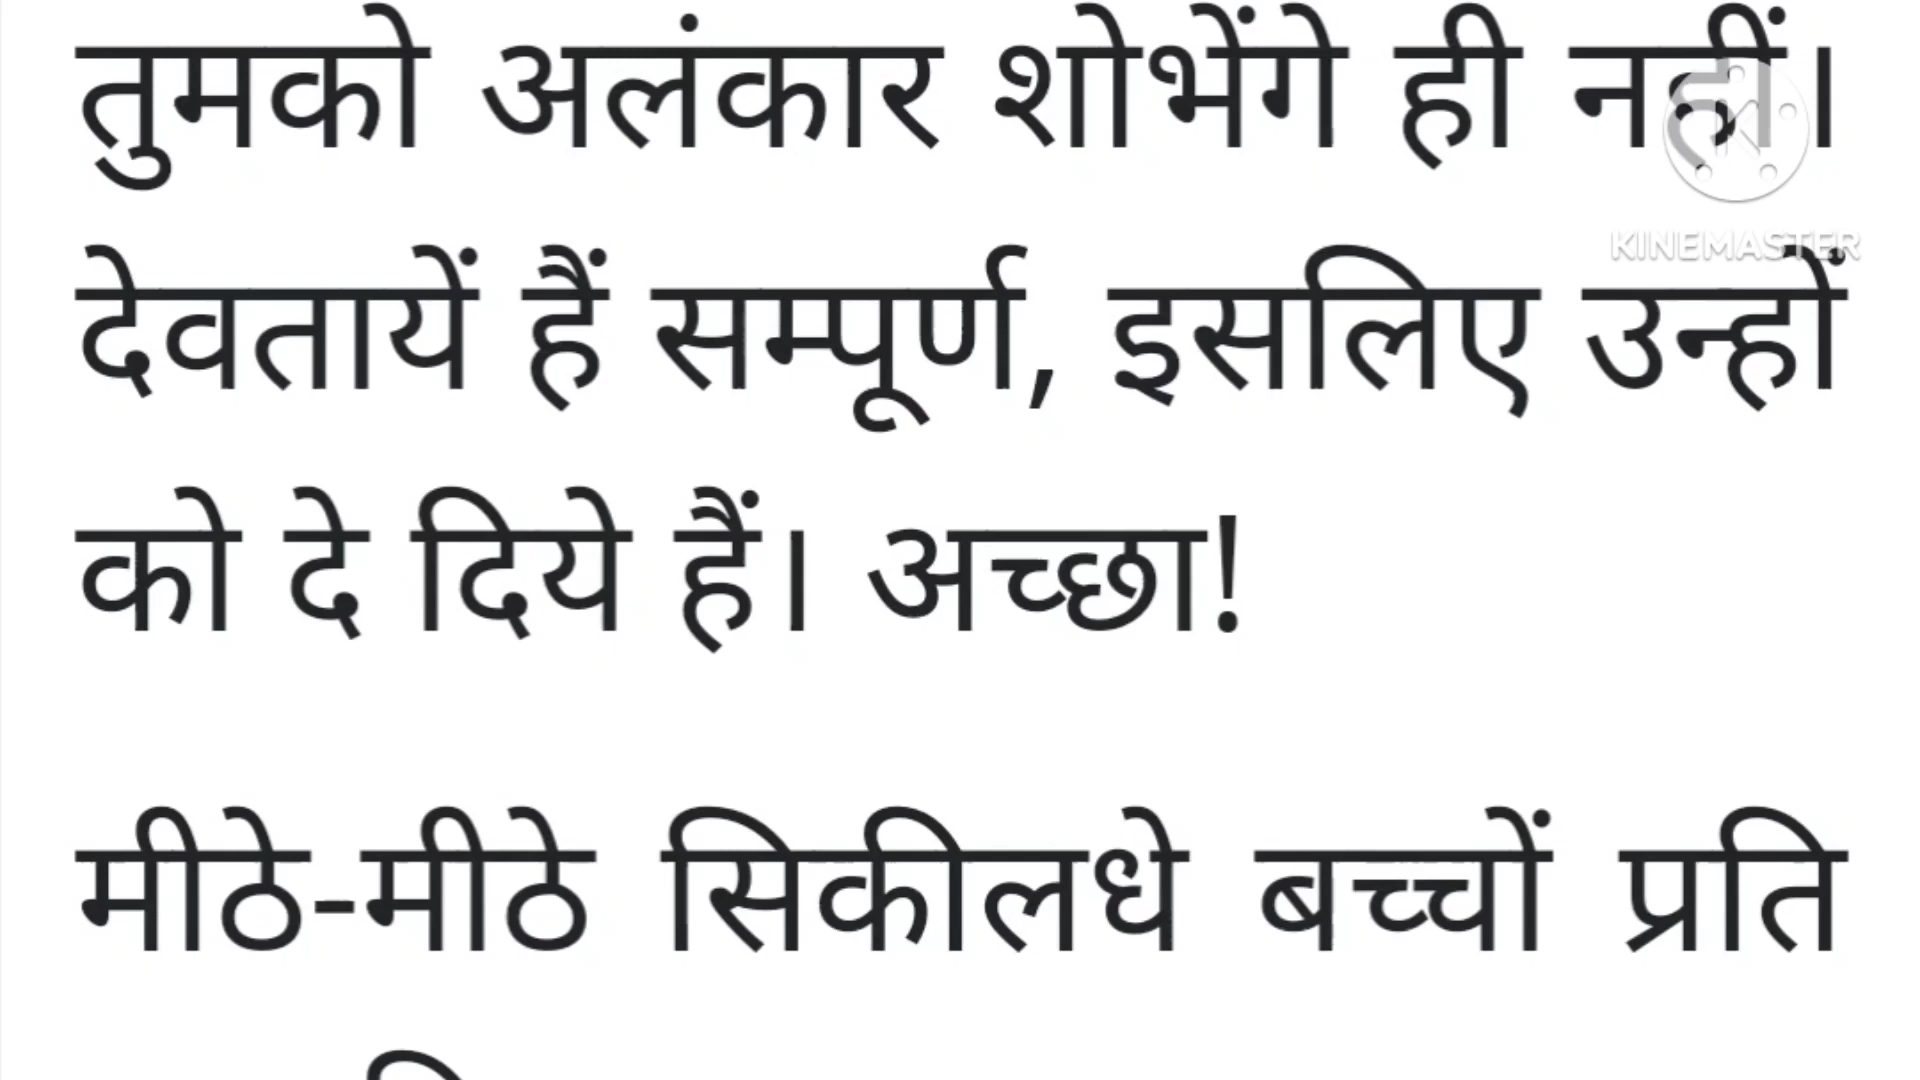 तुमको अलंकार शोभेंगे ही नहीं।
देवतायें हैं सम्पूर्ण, इसलिए उन्हों
को दे दिये हैं। अच्छा!
मीठे-मीठे सिकीलधे बच्चों प्रति
KINEMASTER